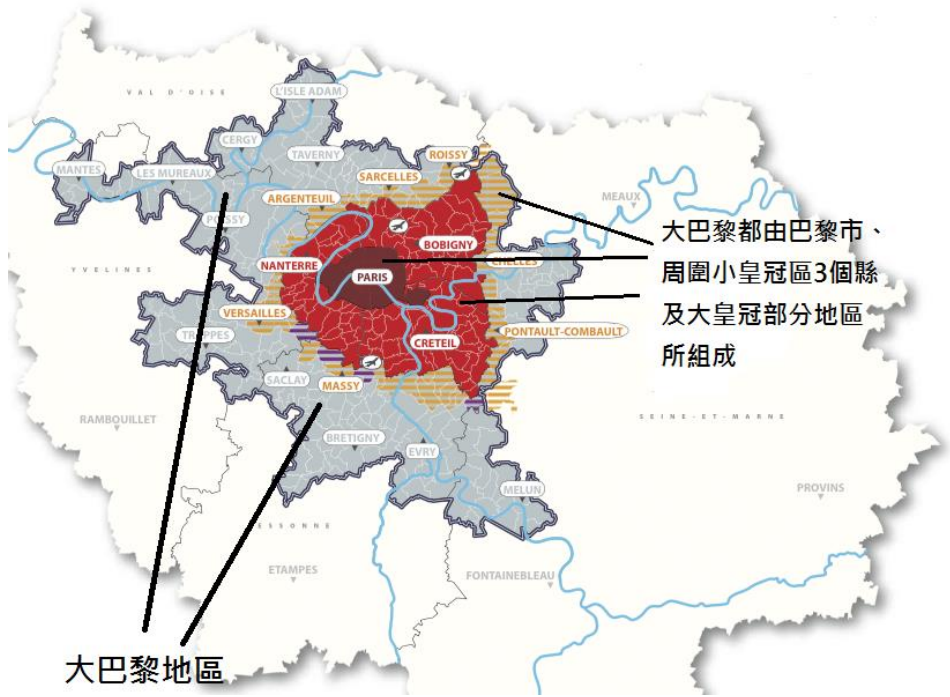 VAL D'OISE
L'ISLE ADAM
CERGY
TAVERNY
ROISSY
MANTES
LES MUREAUX
SARCELLES
ARGENTEUIL
MEAUX
POISSY
BOBIGNY
大巴黎都由巴黎市、
周圍小皇冠區3個縣
及大皇冠部分地區
所組成
CHELLES
NANTERRE
PARIS
YVELINES
VERSAILLES
TRAPPES
CRETEIL
PONTAULT-COMBAULT
SACLAY
MASSY
RAMBOUILLET
SEINE-ET-MARNE
BRETIGNY
EVRY
MELUN
PROVINS
ESSONNE
ETAMPES
FONTAINEBLEAU
大巴黎地區